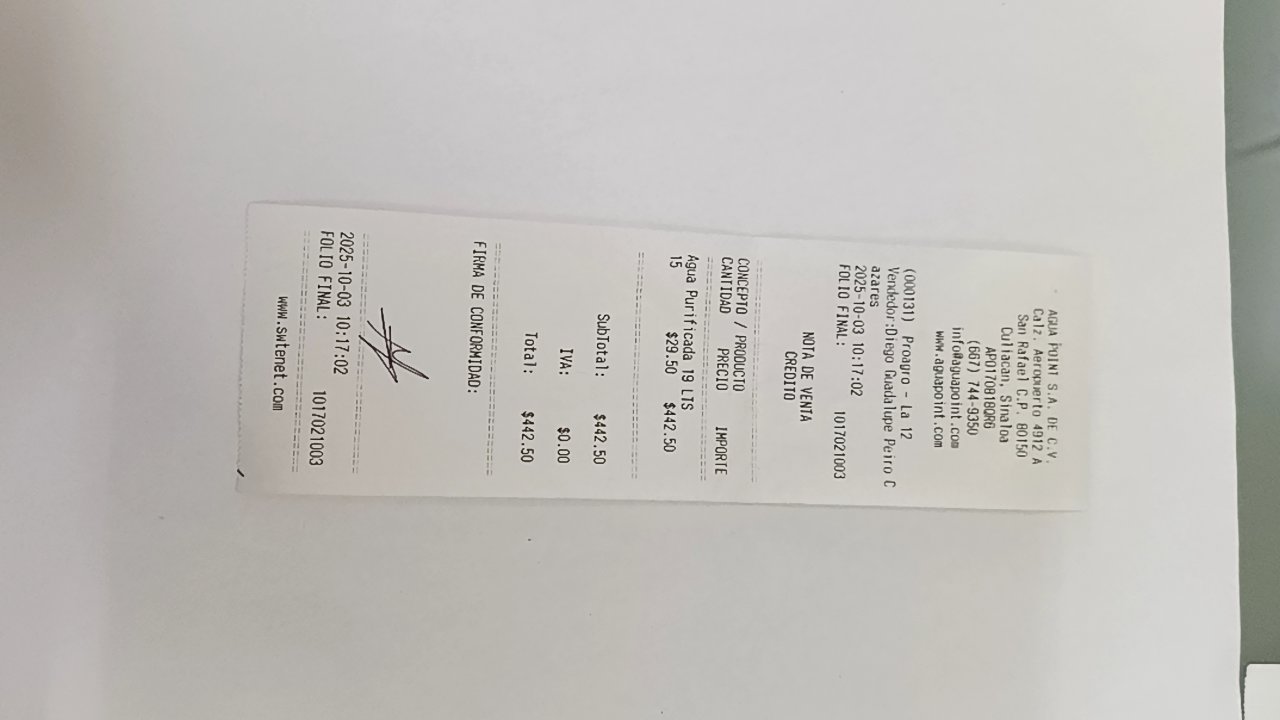 AGUA POINT S.A. DE C.V.
Calz. Aeropuerto 4912 A
San Rafael C.P. 80150
Culiacan, Sinaloa
APO170818QR6
(667) 744-9350
info@aguapoint.com
www.aguapoint.com
(000131) Proagro - La 12
Vendedor:Diego Guadalupe Peiro C
azares
2025-10-03 10:17:02
FOLIO FINAL: 1017021003
NOTA DE VENTA
CREDITO
CONCEPTO / PRODUCTO
CANTIDAD PRECIO IMPORTE
Agua Purificada 19 LTS
15 $29.50 $442.50
SubTotal: $442.50
IVA: $0.00
Total: $442.50
FIRMA DE CONFORMIDAD:
2025-10-03 10:17:02
FOLIO FINAL: 1017021003
www.swtenet.com